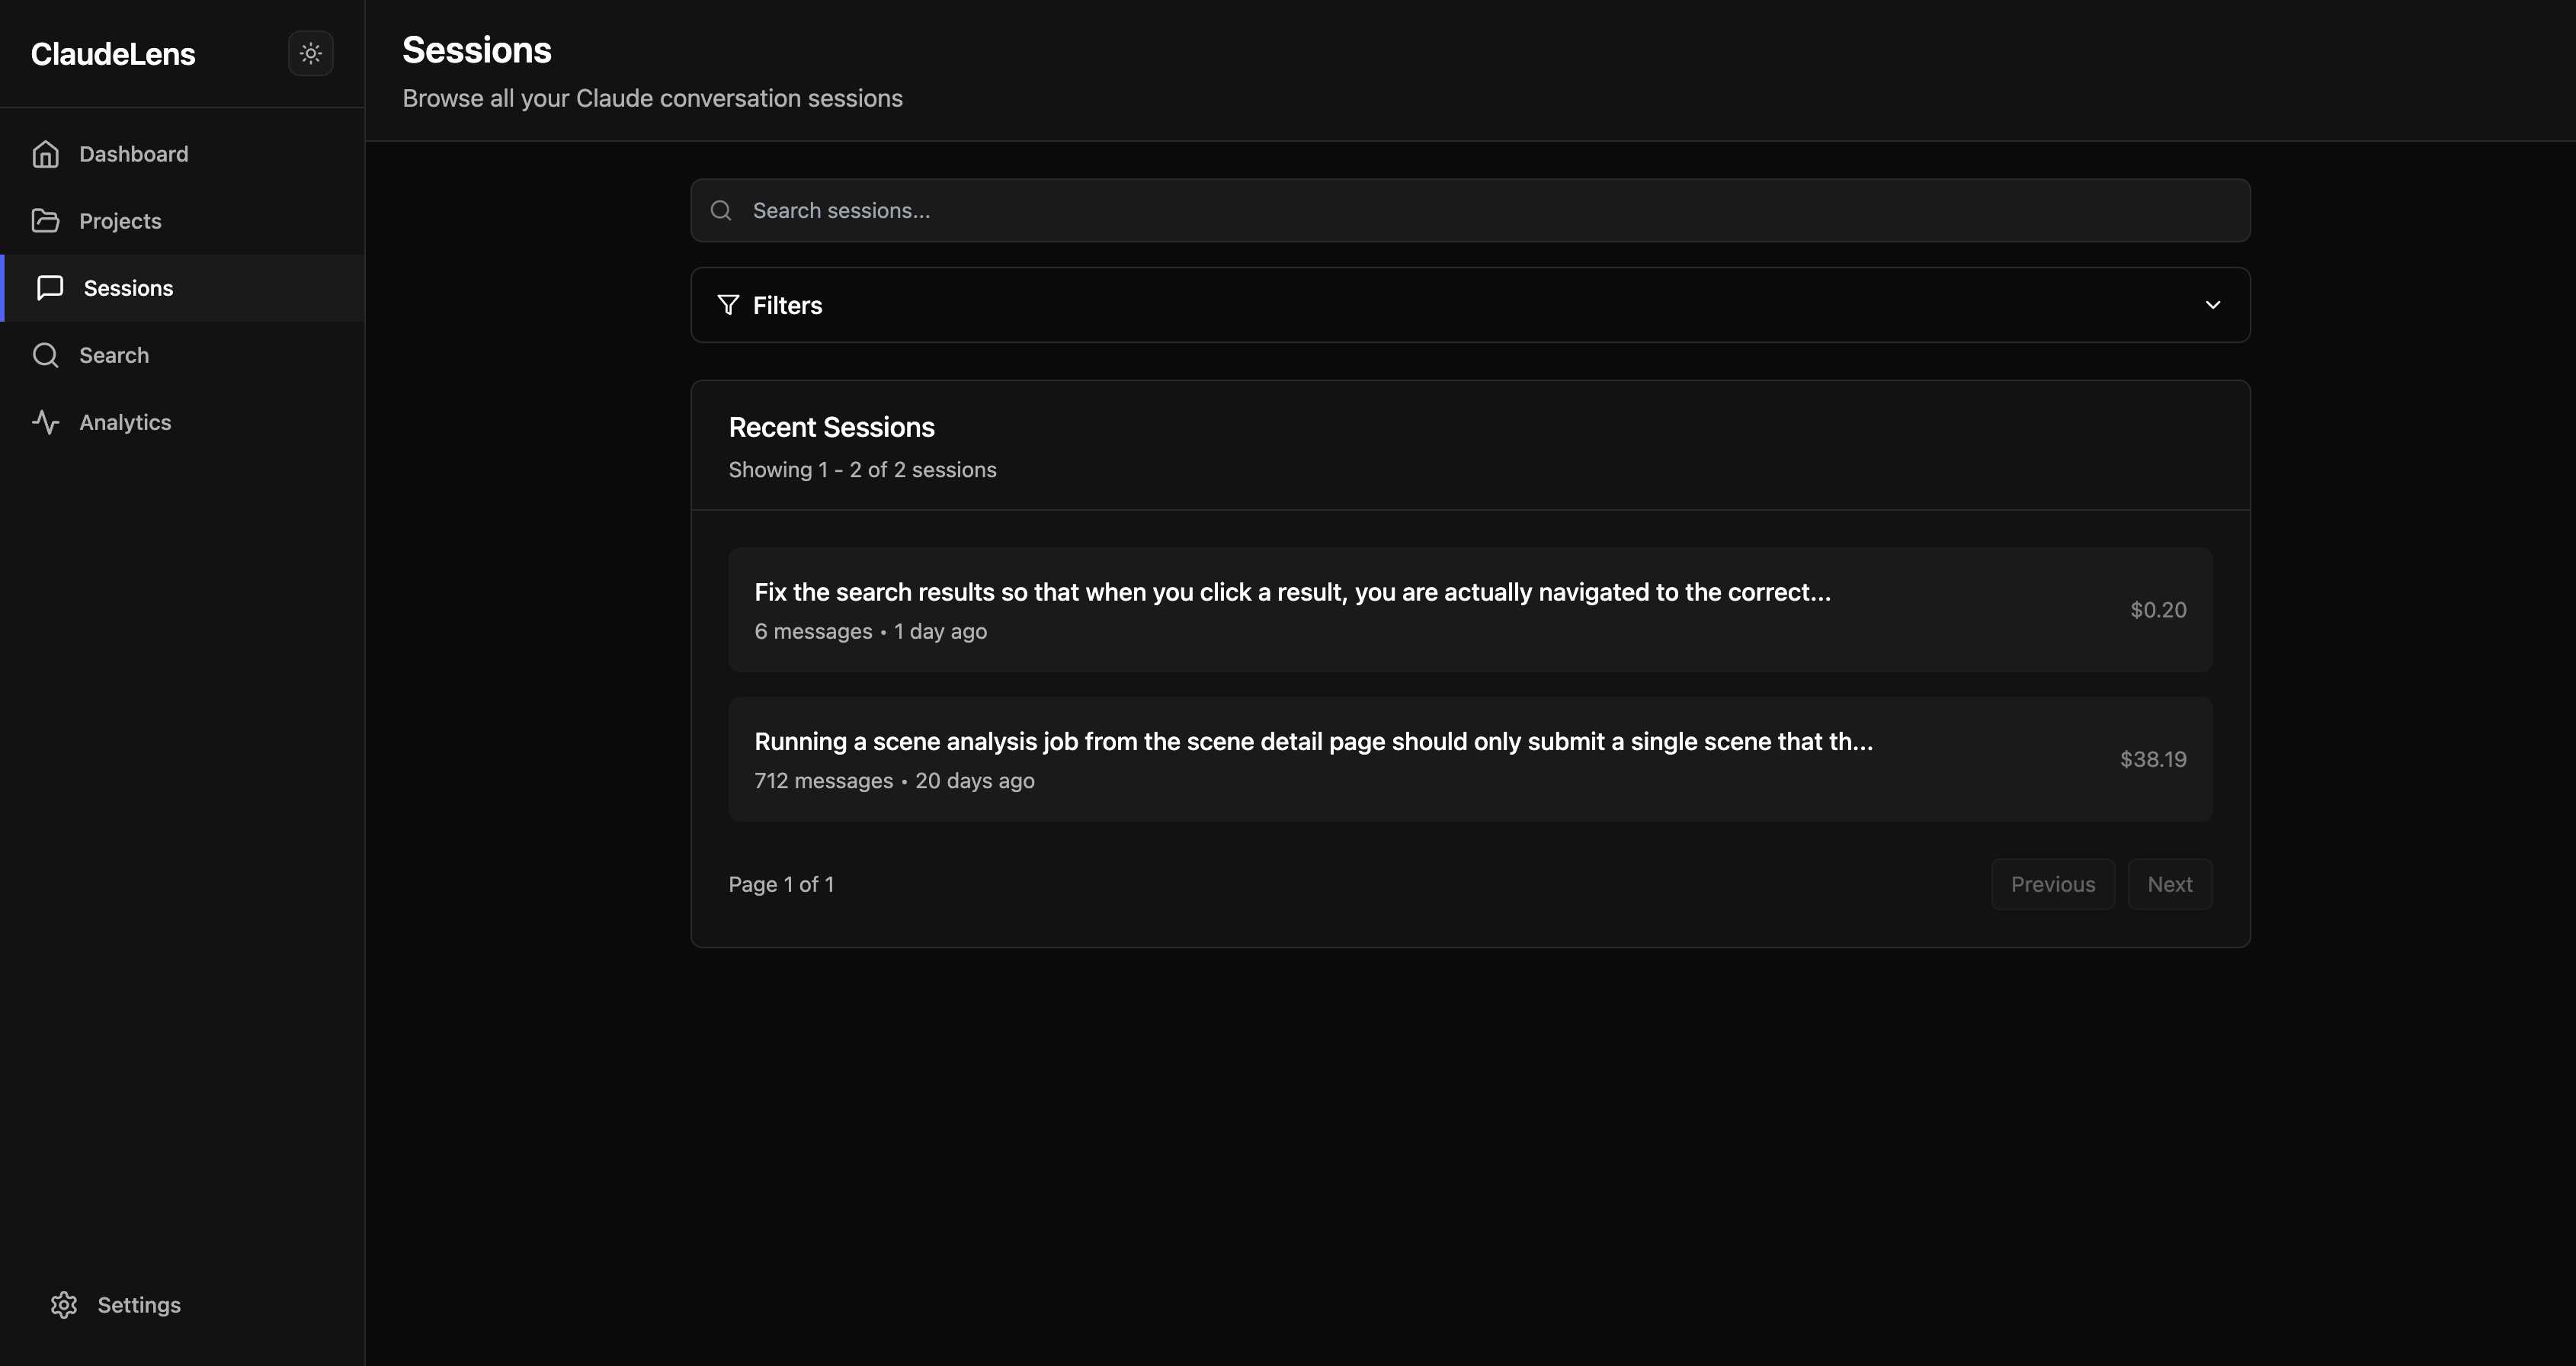 ClaudeLens
Dashboard
Projects
Sessions
Search
Analytics
Settings
Sessions
Browse all your Claude conversation sessions
Search sessions...
Filters
Recent Sessions
Showing 1 - 2 of 2 sessions
Fix the search results so that when you click a result, you are actually navigated to the correct...
6 messages • 1 day ago
$0.20
Running a scene analysis job from the scene detail page should only submit a single scene that th...
712 messages • 20 days ago
$38.19
Page 1 of 1
Previous
Next